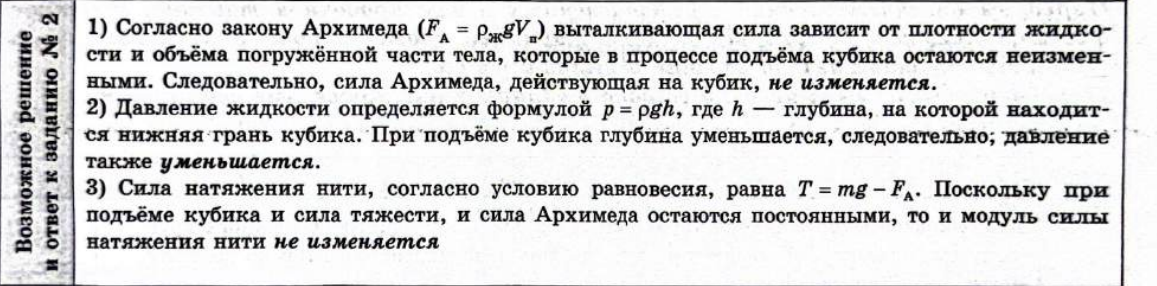 Возможное решение
и ответ к заданию № 2
1) Согласно закону Архимеда (Fᴀ = ρжgVп) выталкивающая сила зависит от плотности жидко-
сти и объёма погружённой части тела, которые в процессе подъёма кубика остаются неизмен-
ными. Следовательно, сила Архимеда, действующая на кубик, не изменяется.
2) Давление жидкости определяется формулой p = ρgh, где h — глубина, на которой находит-
ся нижняя грань кубика. При подъёме кубика глубина уменьшается, следовательно, давление
также уменьшается.
3) Сила натяжения нити, согласно условию равновесия, равна T = mg – Fᴀ. Поскольку при
подъёме кубика и сила тяжести, и сила Архимеда остаются постоянными, то и модуль силы
натяжения нити не изменяется